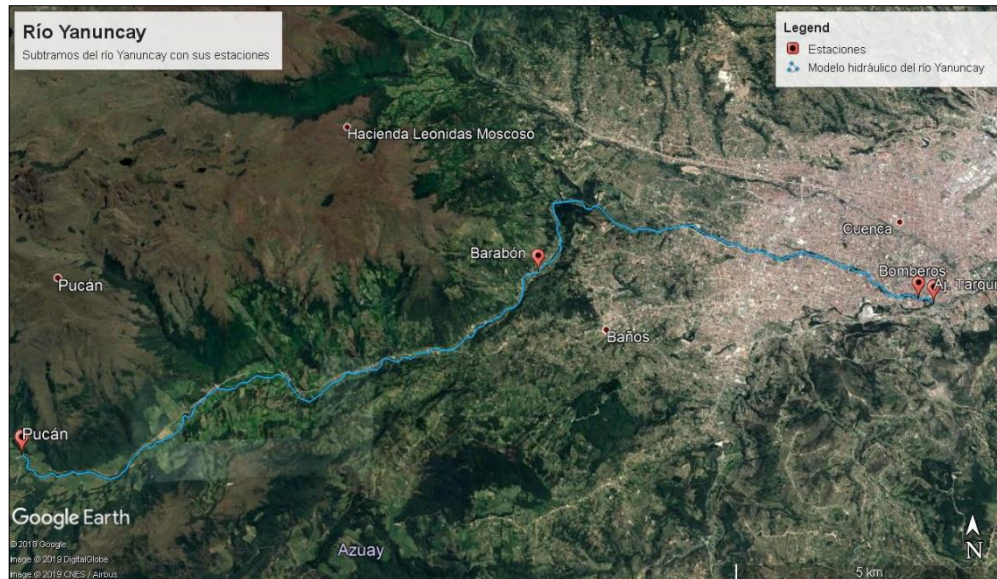 Río Yanuncay
Subtramos del río Yanuncay con sus estaciones
Legend
Estaciones
Modelo hidráulico del río Yanuncay
Hacienda Leonidas Moscoso
Cuenca
Barabón
Pucán
Bomberos
Aj. Tarqui
Baños
Pucán
Google Earth
© 2018 Google
Image © 2019 DigitalGlobe
Image © 2019 CNES / Airbus
Azuay
5 km
N